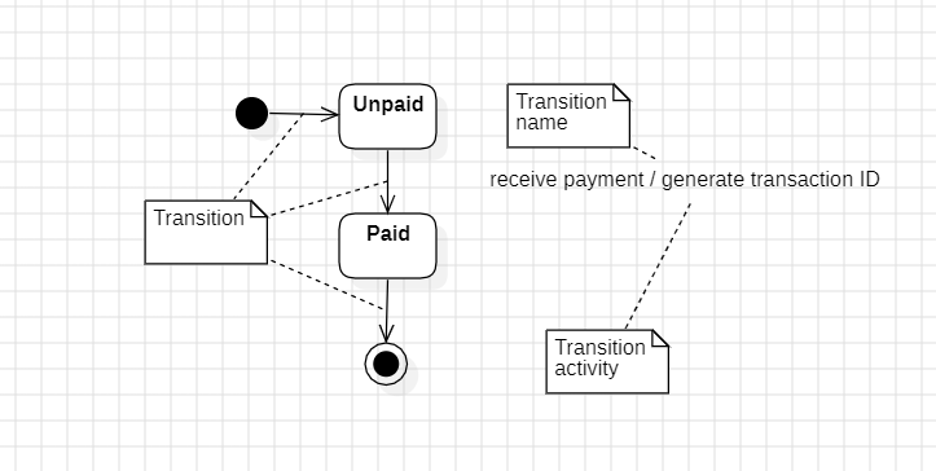 Unpaid
Transition
name
receive payment / generate transaction ID
Transition
Paid
Transition
activity